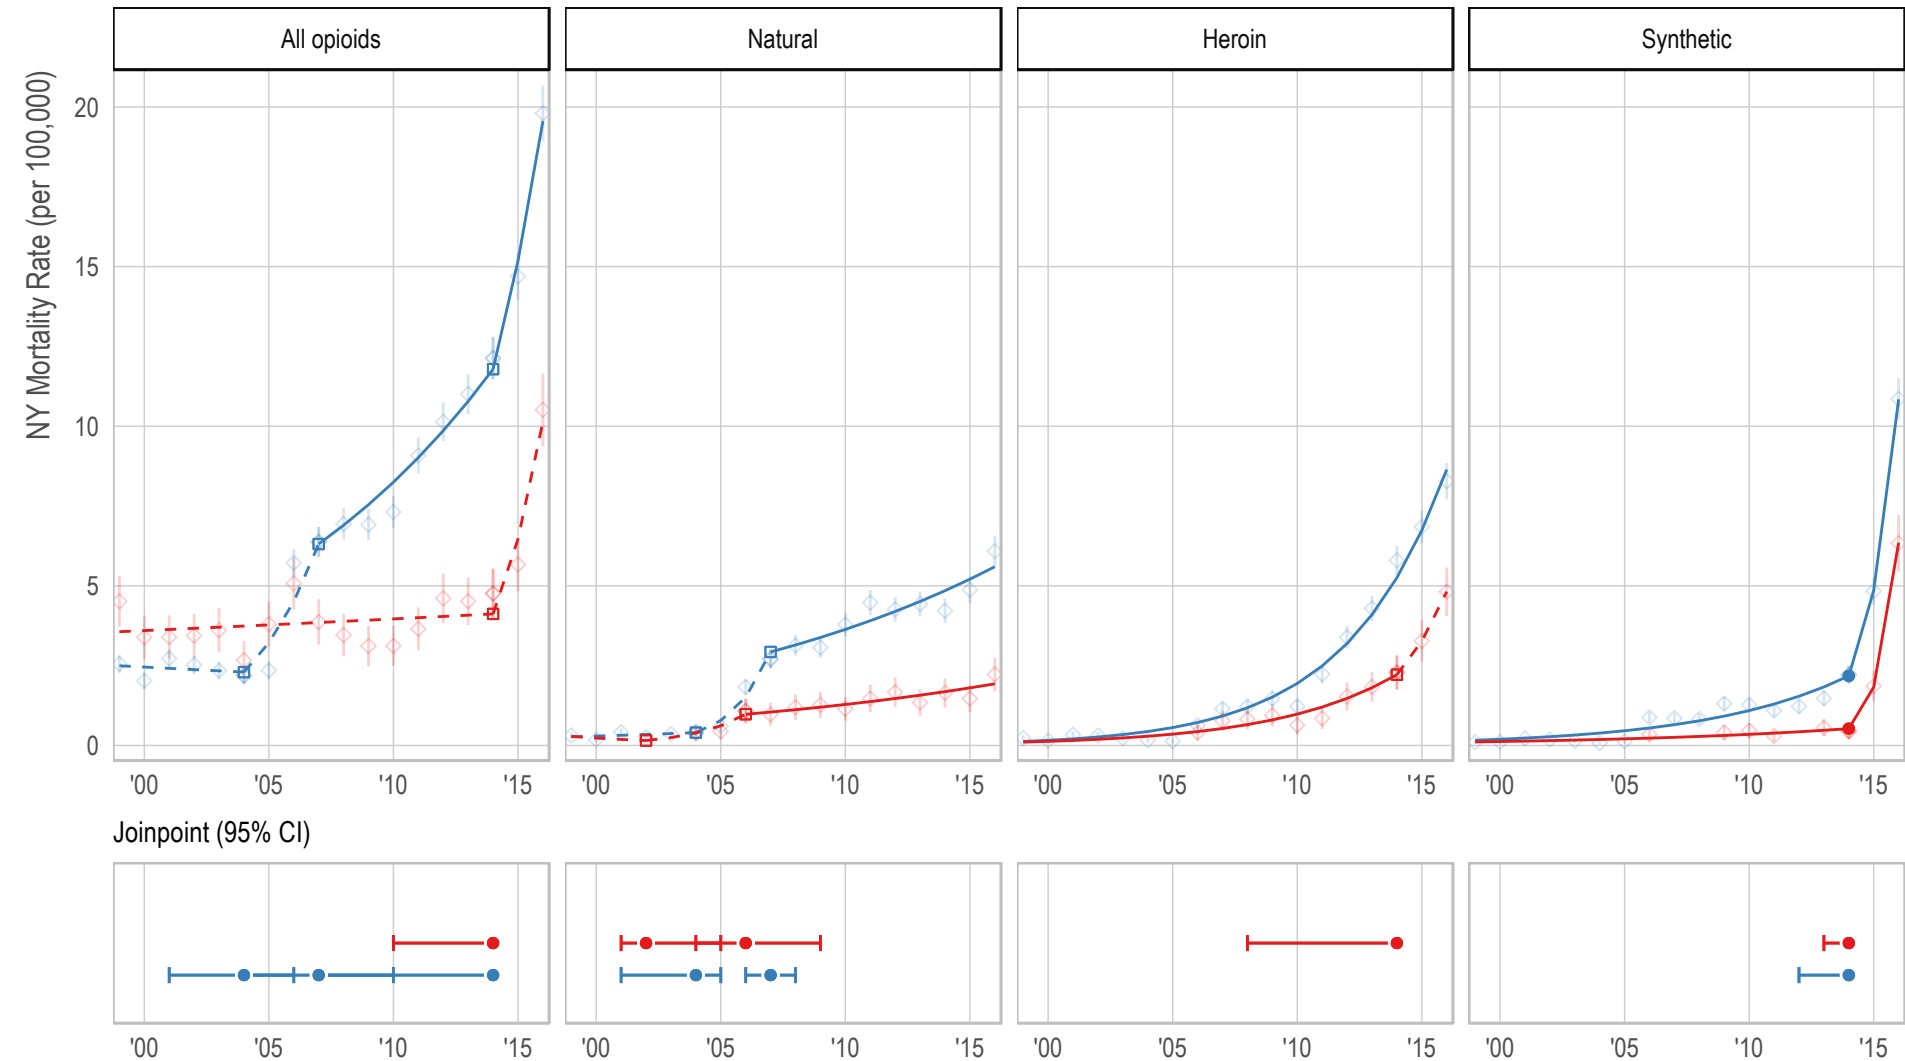 All opioids
Natural
Heroin
Synthetic
NY Mortality Rate (per 100,000)
20
15
10
5
0
'00 '05 '10 '15
'00 '05 '10 '15
'00 '05 '10 '15
'00 '05 '10 '15
Joinpoint (95% CI)
'00 '05 '10 '15
'00 '05 '10 '15
'00 '05 '10 '15
'00 '05 '10 '15